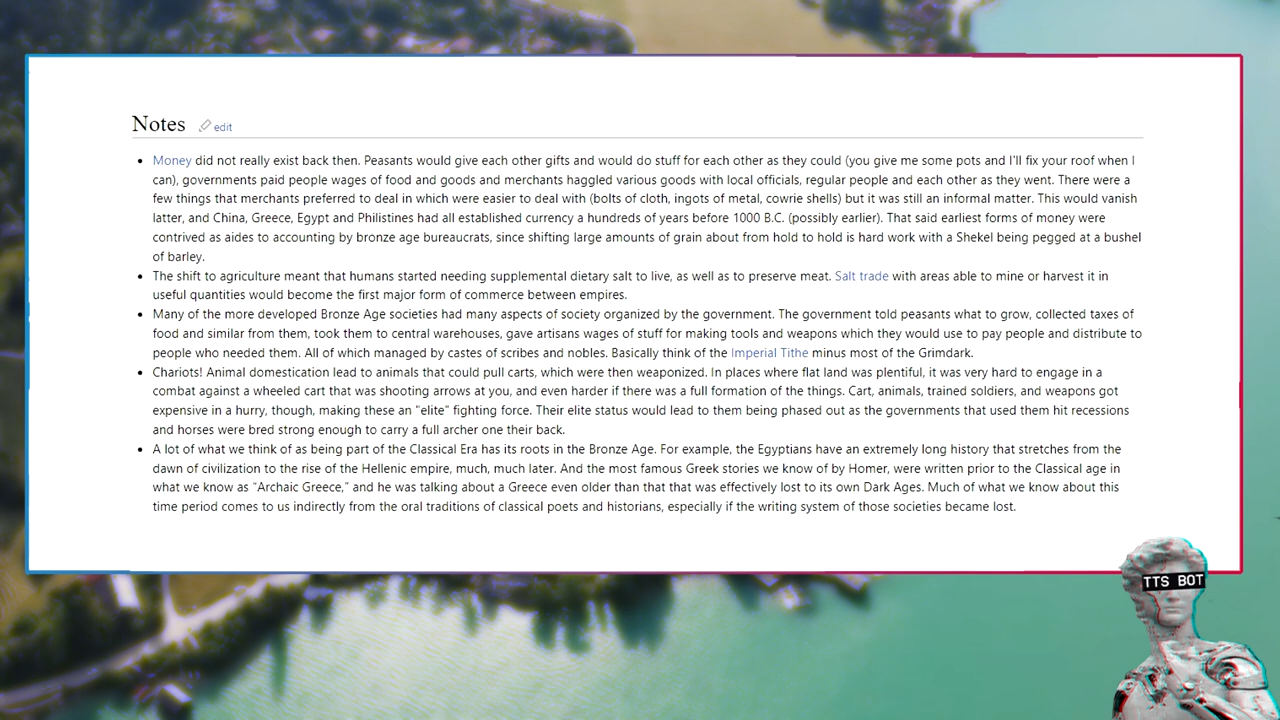 Notes edit
Money did not really exist back then. Peasants would give each other gifts and would do stuff for each other as they could (you give me some pots and I'll fix your roof when I
can), governments paid people wages of food and goods and merchants haggled various goods with local officials, regular people and each other as they went. There were a
few things that merchants preferred to deal in which were easier to deal with (bolts of cloth, ingots of metal, cowrie shells) but it was still an informal matter. This would vanish
latter, and China, Greece, Egypt and Philistines had all established currency a hundreds of years before 1000 B.C. (possibly earlier). That said earliest forms of money were
contrived as aides to accounting by bronze age bureaucrats, since shifting large amounts of grain about from hold to hold is hard work with a Shekel being pegged at a bushel
of barley.
The shift to agriculture meant that humans started needing supplemental dietary salt to live, as well as to preserve meat. Salt trade with areas able to mine or harvest it in
useful quantities would become the first major form of commerce between empires.
Many of the more developed Bronze Age societies had many aspects of society organized by the government. The government told peasants what to grow, collected taxes of
food and similar from them, took them to central warehouses, gave artisans wages of stuff for making tools and weapons which they would use to pay people and distribute to
people who needed them. All of which managed by castes of scribes and nobles. Basically think of the Imperial Tithe minus most of the Grimdark.
Chariots! Animal domestication lead to animals that could pull carts, which were then weaponized. In places where flat land was plentiful, it was very hard to engage in a
combat against a wheeled cart that was shooting arrows at you, and even harder if there was a full formation of the things. Cart, animals, trained soldiers, and weapons got
expensive in a hurry, though, making these an "elite" fighting force. Their elite status would lead to them being phased out as the governments that used them hit recessions
and horses were bred strong enough to carry a full archer one their back.
A lot of what we think of as being part of the Classical Era has its roots in the Bronze Age. For example, the Egyptians have an extremely long history that stretches from the
dawn of civilization to the rise of the Hellenic empire, much, much later. And the most famous Greek stories we know of by Homer, were written prior to the Classical age in
what we know as "Archaic Greece," and he was talking about a Greece even older than that that was effectively lost to its own Dark Ages. Much of what we know about this
time period comes to us indirectly from the oral traditions of classical poets and historians, especially if the writing system of those societies became lost.
TTS BOT